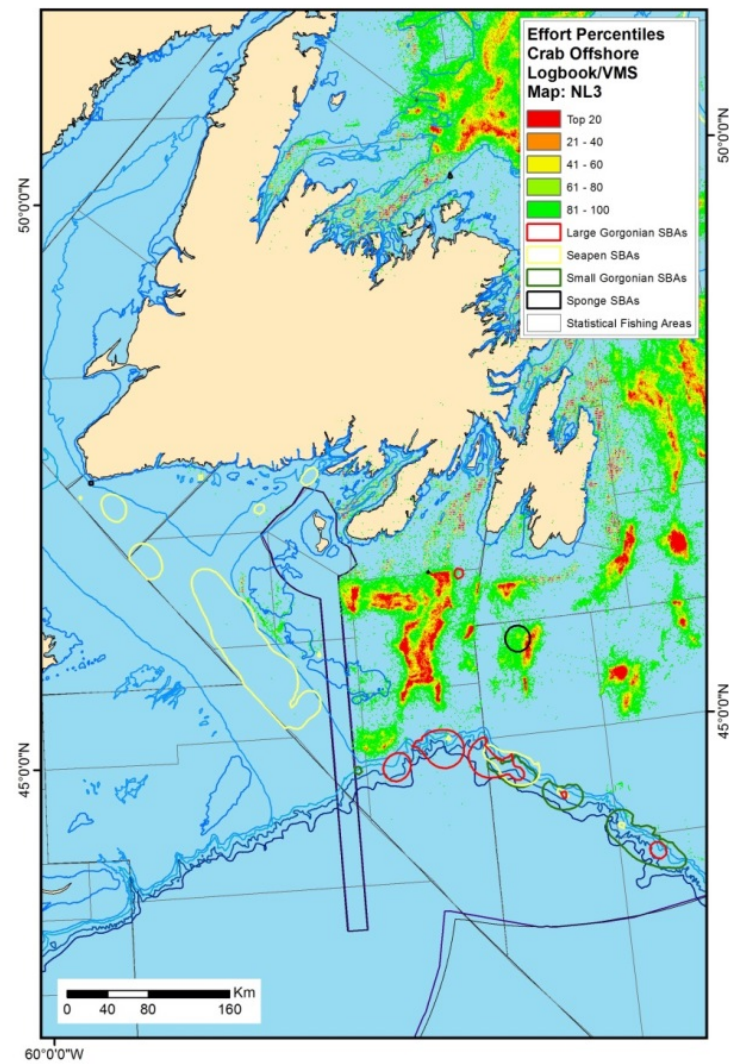 Effort Percentiles
Crab Offshore
Logbook/VMS
Map: NL3
Top 20
21 - 40
41 - 60
61 - 80
81 - 100
Large Gorgonian SBAs
Seapen SBAs
Small Gorgonian SBAs
Sponge SBAs
Statistical Fishing Areas
50°0'0"N
50°0'0"N
45°0'0"N
45°0'0"N
Km
0 40 80 160
60°0'0"W